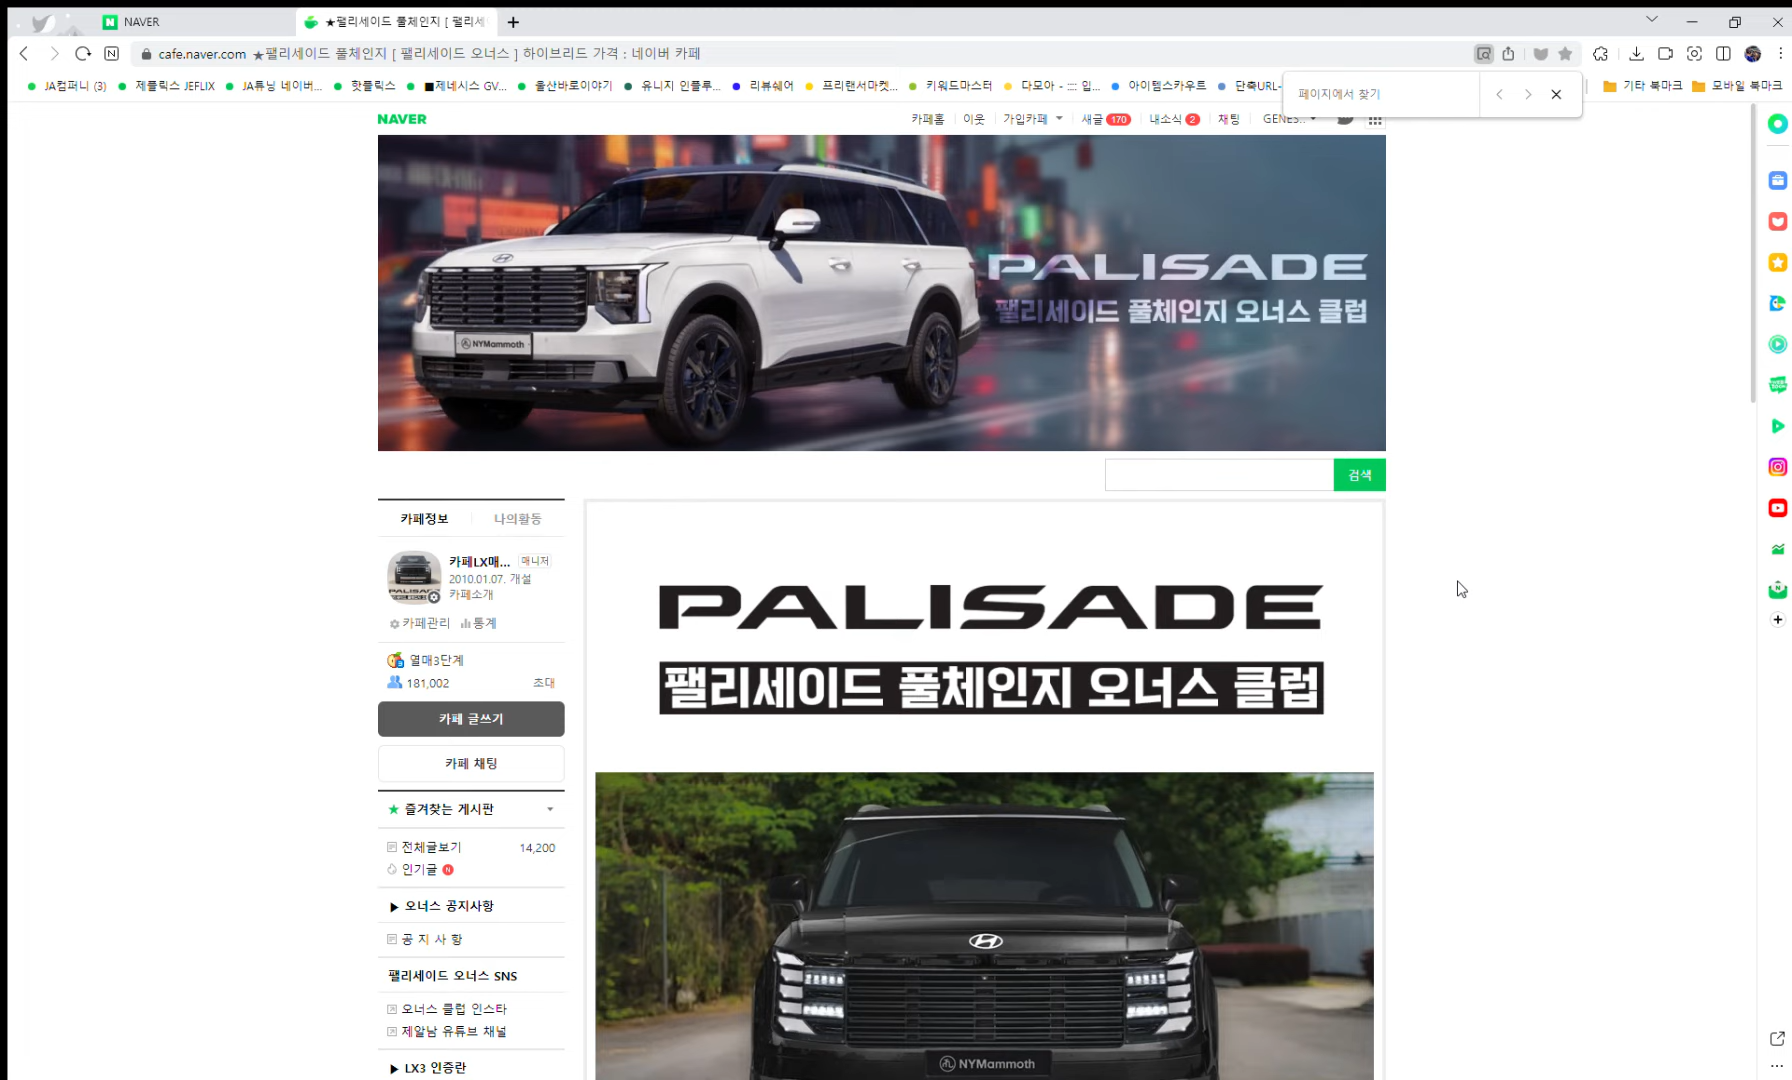 NAVER
★팰리세이드 풀체인지 [ 팰리세
cafe.naver.com ★팰리세이드 풀체인지 [ 팰리세이드 오너스 ] 하이브리드 가격 : 네이버 카페
JA컴퍼니 (3) 제플릭스 JEFLIX JA튜닝 네이버... 핫플릭스 ■제네시스 GV... 울산바로이야기 유니지 인플루... 리뷰쉐어 프리랜서마켓... 키워드마스터 다모아 - :::: 입... 아이템스카우트 단축URL- 기타 북마크 모바일 북마크
페이지에서 찾기
NAVER
카페홈 이웃 가입카페 새글 170 내소식 2 채팅 GENES..
PALISADE
팰리세이드 풀체인지 오너스 클럽
NYMammoth
검색
카페정보 나의활동
카페LX매... 매니저
2010.01.07. 개설
카페소개
카페관리 통계
열매3단계
181,002 초대
카페 글쓰기
카페 채팅
★ 즐겨찾는 게시판
전체글보기 14,200
인기글 N
▶ 오너스 공지사항
공 지 사 항
팰리세이드 오너스 SNS
오너스 클럽 인스타
제알남 유튜브 채널
▶ LX3 인증란
PALISADE
팰리세이드 풀체인지 오너스 클럽
NYMammoth